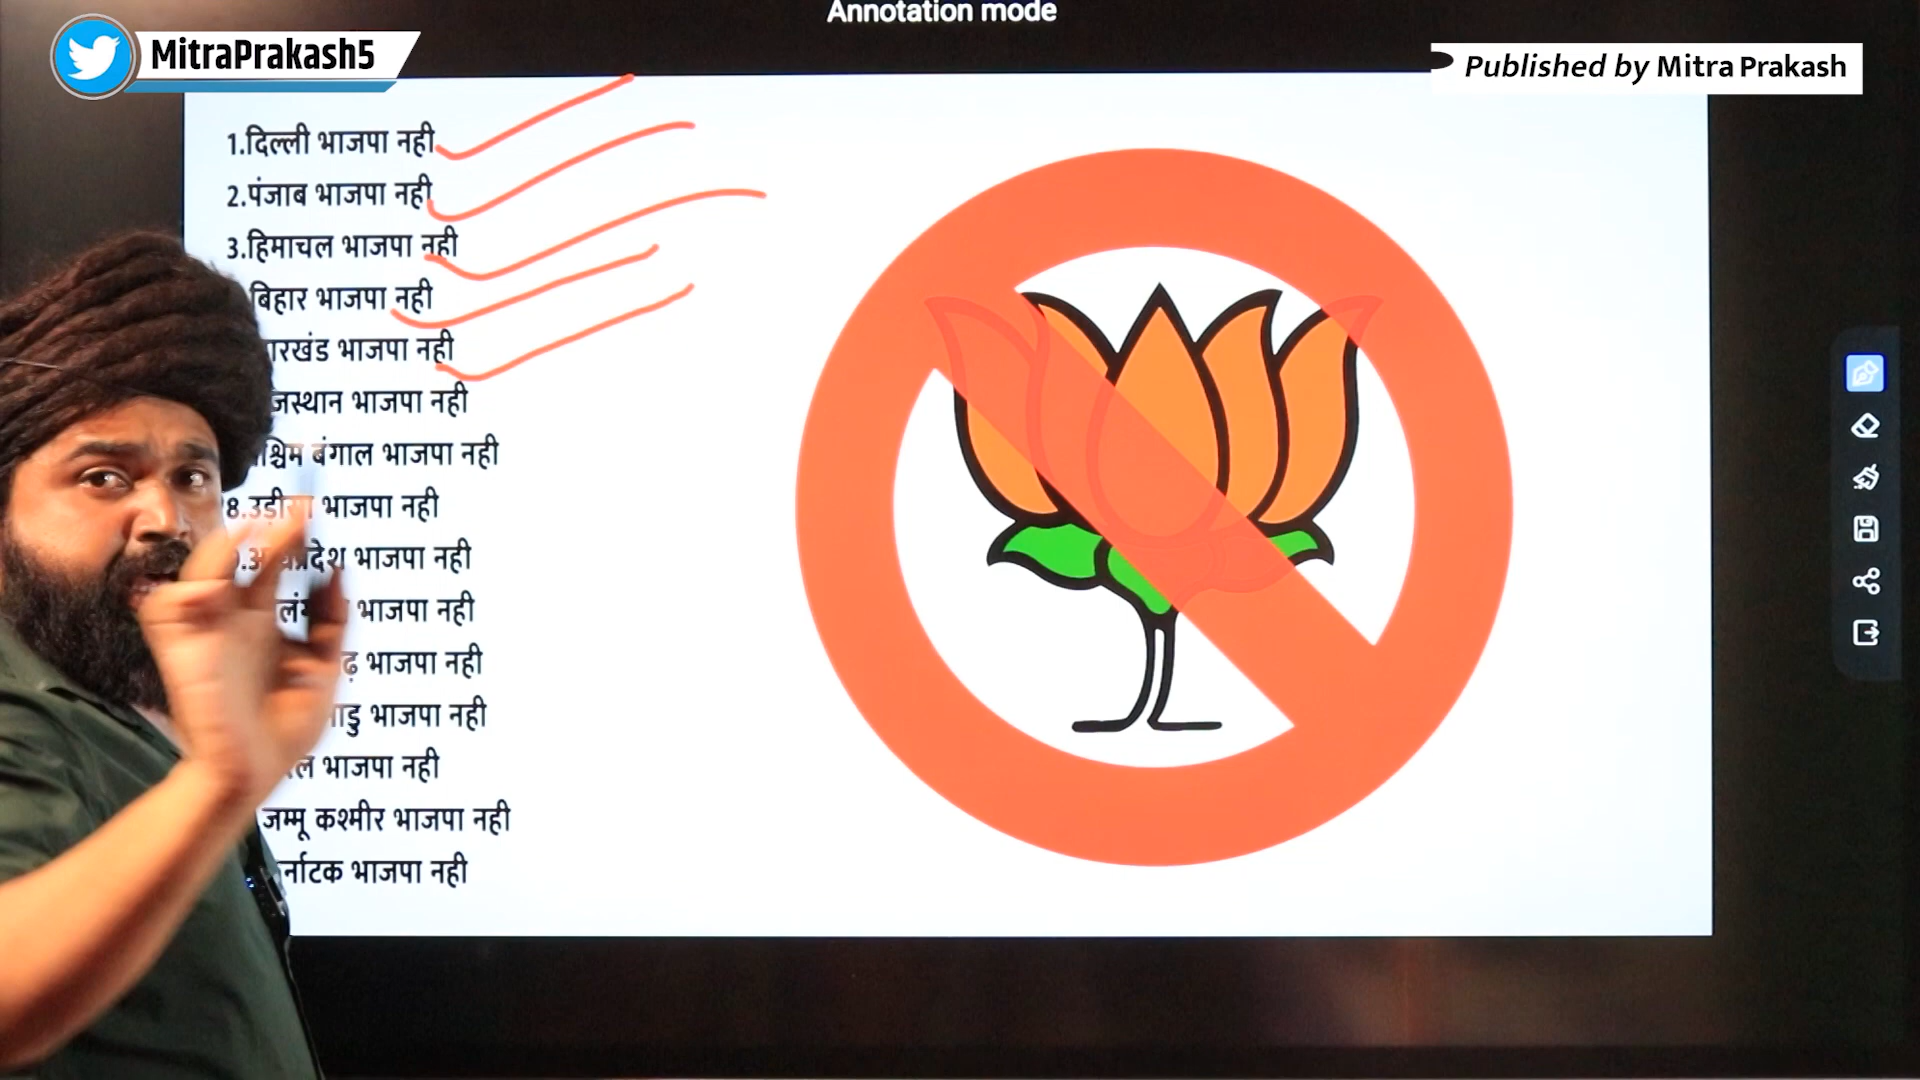 Annotation mode
MitraPrakash5
Published by Mitra Prakash
1.दिल्ली भाजपा नही
2.पंजाब भाजपा नही
3.हिमाचल भाजपा नही
बिहार भाजपा नही
भाजपा नही
भाजपा नही
बंगाल भाजपा नही
8.उड़ीसा भाजपा नही
भाजपा नही
भाजपा नही
भाजपा नही
भाजपा नही
भाजपा नही
जम्मू कश्मीर भाजपा नही
भाजपा नही